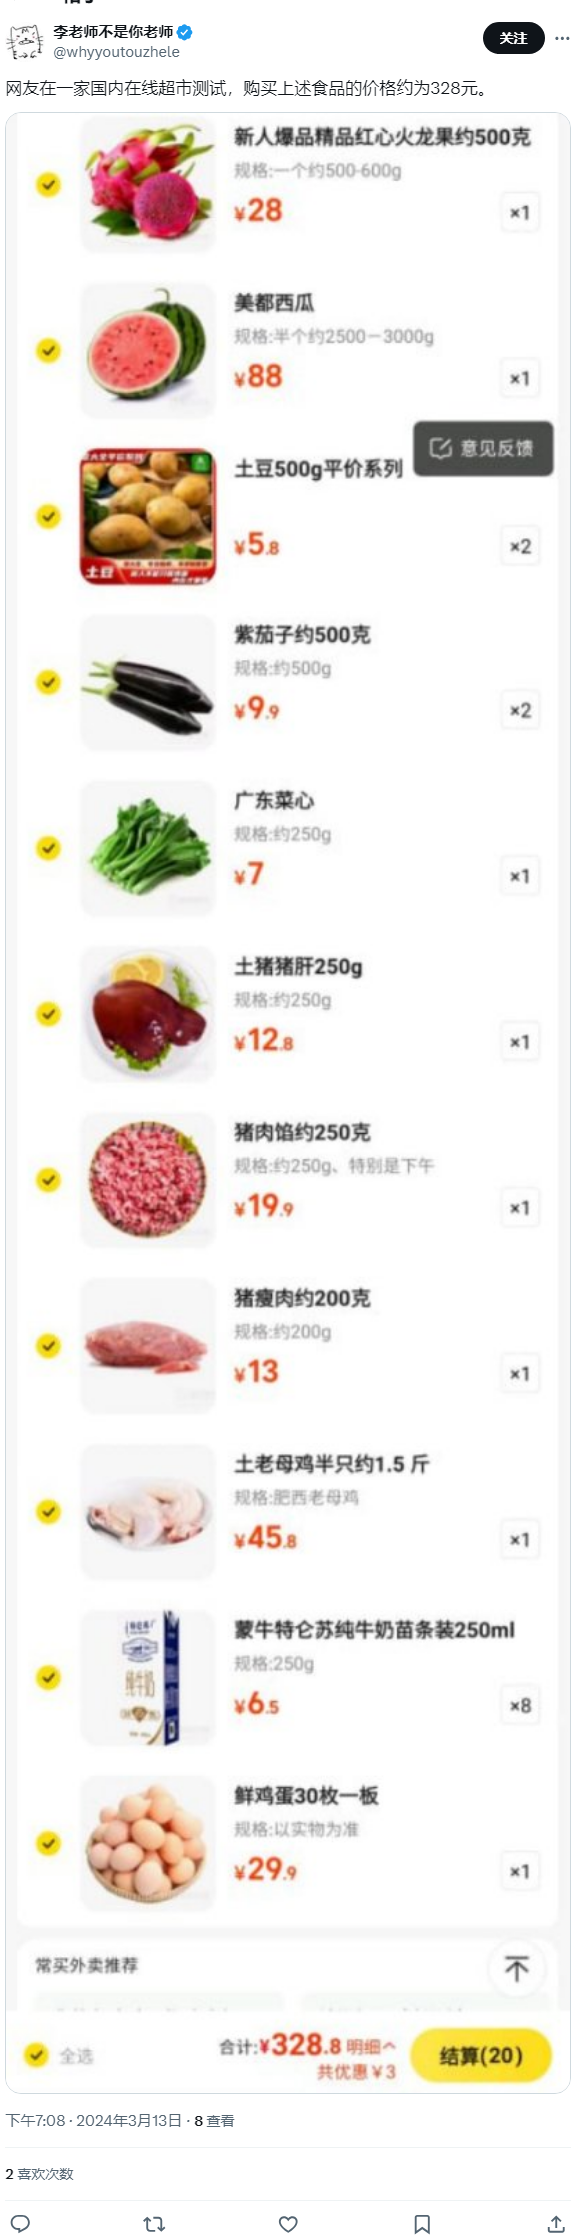 李老师不是你老师
@whyyoutouzhele
关注
网友在一家国内在线超市测试，购买上述食品的价格约为328元。
新人爆品精品红心火龙果约500克
规格:一个约500-600g
¥28
×1
美都西瓜
规格:半个约2500－3000g
¥88
×1
意见反馈
土豆500g平价系列
¥5.8
×2
土豆
紫茄子约500克
规格:约500g
¥9.9
×2
广东菜心
规格:约250g
¥7
×1
土猪猪肝250g
规格:约250g
¥12.8
×1
猪肉馅约250克
规格:约250g、特别是下午
¥19.9
×1
猪瘦肉约200克
规格:约200g
¥13
×1
土老母鸡半只约1.5 斤
规格:肥西老母鸡
¥45.8
×1
蒙牛特仑苏纯牛奶苗条装250ml
规格:250g
¥6.5
×8
纯牛奶
鲜鸡蛋30枚一板
规格:以实物为准
¥29.9
×1
常买外卖推荐
全选
合计:¥328.8 明细
共优惠￥3
结算(20)
下午7:08 · 2024年3月13日 · 8 查看
2 喜欢次数